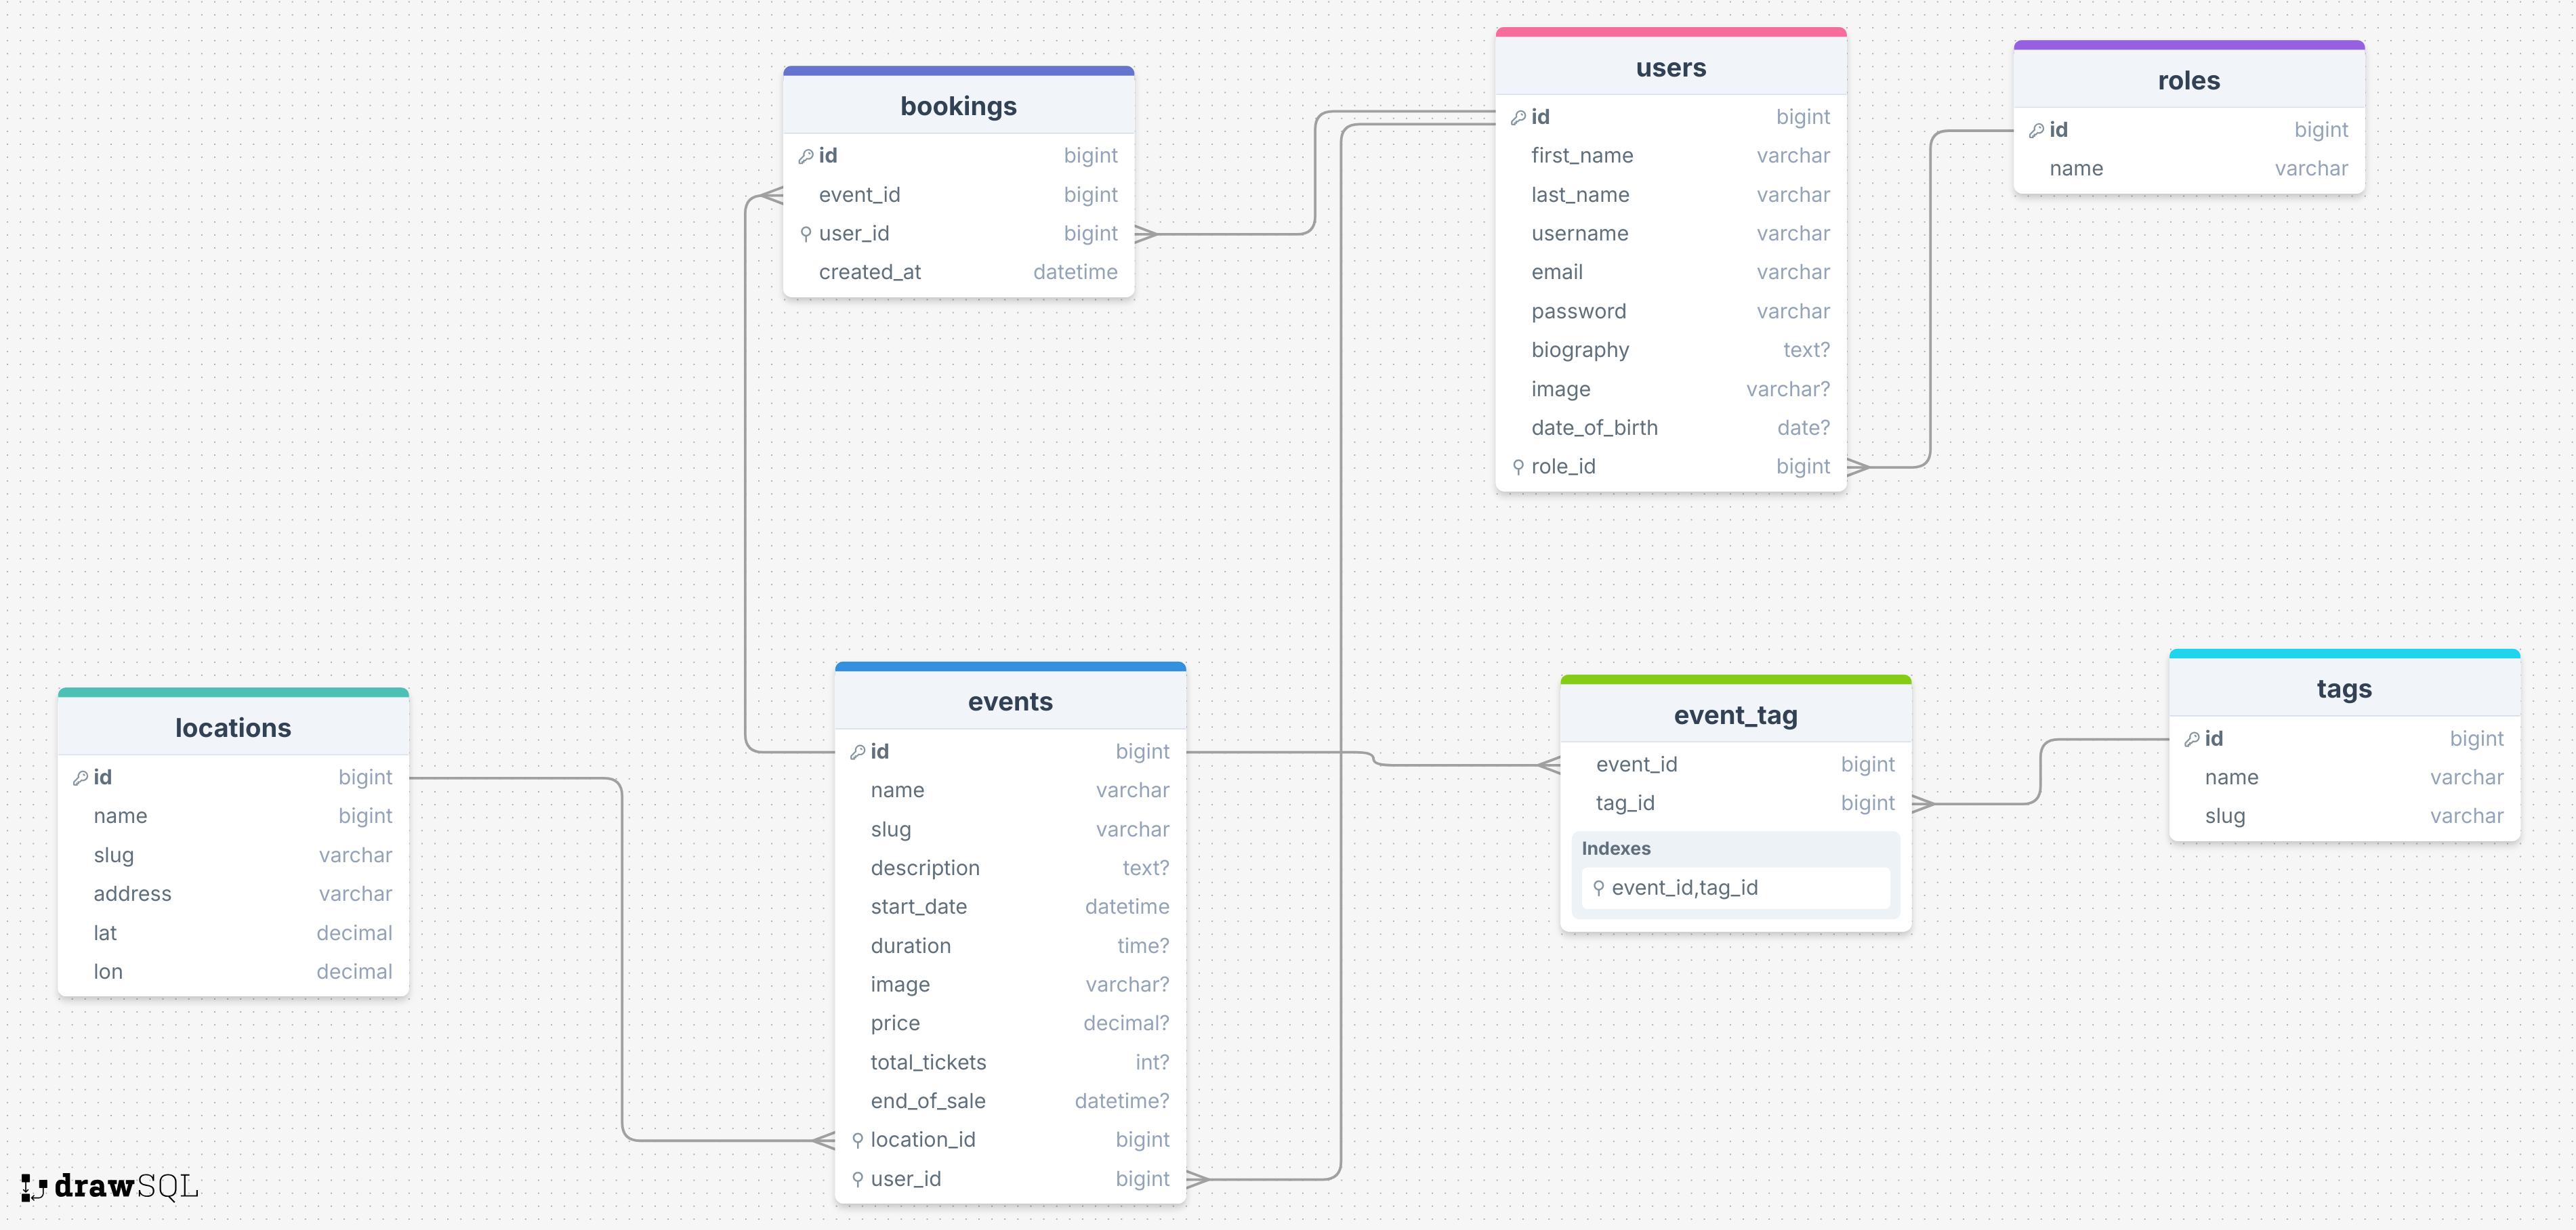 bookings
id bigint
event_id bigint
user_id bigint
created_at datetime
users
id bigint
first_name varchar
last_name varchar
username varchar
email varchar
password varchar
biography text?
image varchar?
date_of_birth date?
role_id bigint
roles
id bigint
name varchar
locations
id bigint
name bigint
slug varchar
address varchar
lat decimal
lon decimal
events
id bigint
name varchar
slug varchar
description text?
start_date datetime
duration time?
image varchar?
price decimal?
total_tickets int?
end_of_sale datetime?
location_id bigint
user_id bigint
event_tag
event_id bigint
tag_id bigint
Indexes
event_id,tag_id
tags
id bigint
name varchar
slug varchar
drawSQL